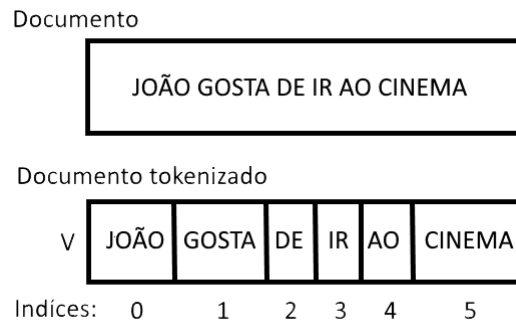 Documento
JOÃO GOSTA DE IR AO CINEMA
Documento tokenizado
V JOÃO GOSTA DE IR AO CINEMA
Indíces: 0 1 2 3 4 5